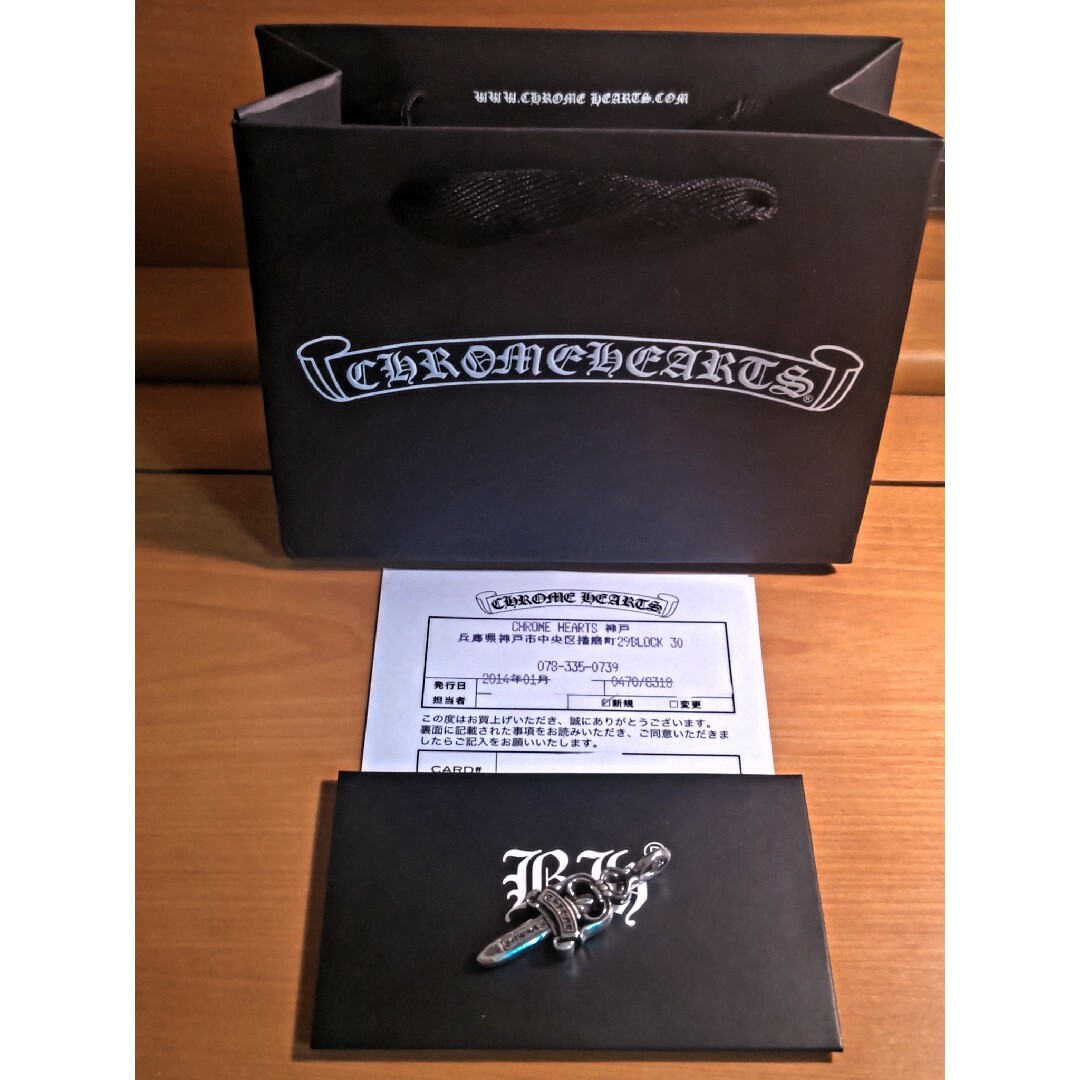 WWW.CHROME HEARTS.COM
CHROMEHEARTS®
CHROME HEARTS
CHROME HEARTS 神戸
兵庫県神戸市中央区播磨町29BLOCK 30
078-335-0739
発行日 2014年01月 0470/8318
担当者 ☑新規 □変更
この度はお買上げいただき、誠にありがとうございます。
裏面に記載された事項をお読みいただき、ご同意いただきま
したらご記入をお願いいたします。
CARD#